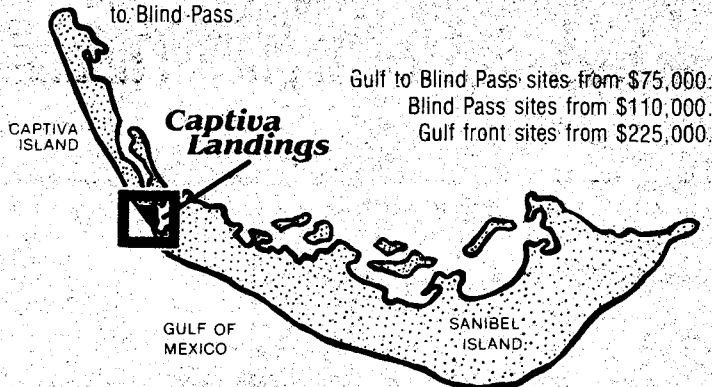 to Blind Pass.
Gulf to Blind Pass sites from $75,000.
Blind Pass sites from $110,000.
Gulf front sites from $225,000.
CAPTIVA
ISLAND
Captiva
Landings
GULF OF
MEXICO
SANIBEL
ISLAND